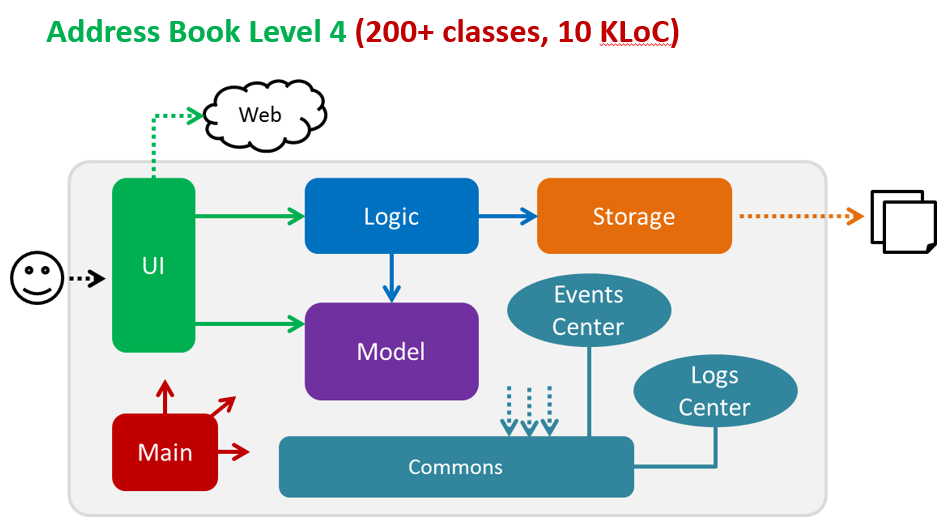 Address Book Level 4 (200+ classes, 10 KLoC)
Web
UI
Logic
Storage
Model
Events
Center
Logs
Center
Main
Commons